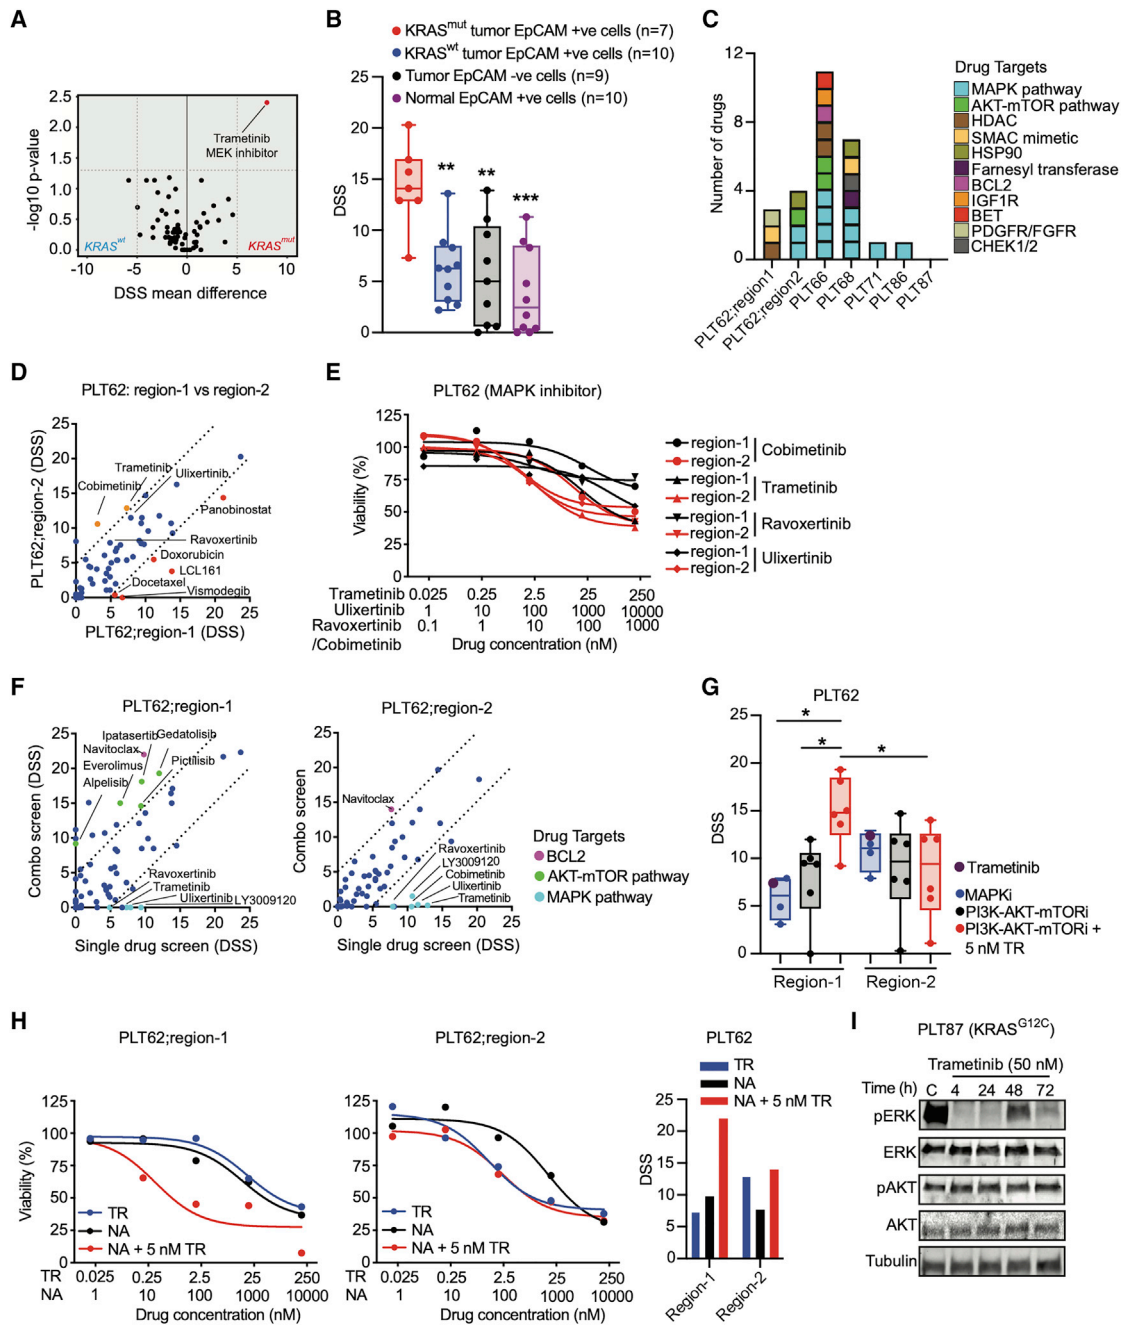 A
2.5
2.0
1.5
1.0
0.5
0.0
-log10 p-value
Trametinib
MEK inhibitor
KRASwt
KRASmut
-10 -5 0 5 10
DSS mean difference
B
KRASmut tumor EpCAM +ve cells (n=7)
KRASwt tumor EpCAM +ve cells (n=10)
Tumor EpCAM -ve cells (n=9)
Normal EpCAM +ve cells (n=10)
25
20
15
10
5
0
DSS
** ** ***
C
12
8
4
0
Number of drugs
PLT62;region1
PLT62;region2
PLT66
PLT68
PLT71
PLT86
PLT87
Drug Targets
MAPK pathway
AKT-mTOR pathway
HDAC
SMAC mimetic
HSP90
Farnesyl transferase
BCL2
IGF1R
BET
PDGFR/FGFR
CHEK1/2
D
PLT62: region-1 vs region-2
25
20
15
10
5
0
PLT62;region-2 (DSS)
Trametinib
Ulixertinib
Cobimetinib
Panobinostat
Ravoxertinib
Doxorubicin
LCL161
Docetaxel
Vismodegib
0 5 10 15 20 25
PLT62;region-1 (DSS)
E
PLT62 (MAPK inhibitor)
125
100
75
50
25
0
Viability (%)
Trametinib 0.025 0.25 2.5 25 250
Ulixertinib 1 10 100 1000 10000
Ravoxertinib 0.1 1 10 100 1000
/Cobimetinib Drug concentration (nM)
region-1
region-2
Cobimetinib
region-1
region-2
Trametinib
region-1
region-2
Ravoxertinib
region-1
region-2
Ulixertinib
F
PLT62;region-1
25
20
15
10
5
0
Combo screen (DSS)
Ipatasertib
Gedatolisib
Navitoclax
Everolimus
Pictilisib
Alpelisib
Ravoxertinib
Trametinib
Ulixertinib
LY3009120
0 5 10 15 20 25
Single drug screen (DSS)
PLT62;region-2
25
20
15
10
5
0
Combo screen (DSS)
Navitoclax
Ravoxertinib
LY3009120
Cobimetinib
Ulixertinib
Trametinib
0 5 10 15 20 25
Single drug screen (DSS)
Drug Targets
BCL2
AKT-mTOR pathway
MAPK pathway
G
PLT62
25
20
15
10
5
0
DSS
* * *
Region-1 Region-2
Trametinib
MAPKi
PI3K-AKT-mTORi
PI3K-AKT-mTORi +
5 nM TR
H
PLT62;region-1
125
100
75
50
25
0
Viability (%)
TR
NA
NA + 5 nM TR
TR 0.025 0.25 2.5 25 250
NA 1 10 100 1000 10000
Drug concentration (nM)
PLT62;region-2
125
100
75
50
25
0
TR
NA
NA + 5 nM TR
TR 0.025 0.25 2.5 25 250
NA 1 10 100 1000 10000
Drug concentration (nM)
PLT62
TR
NA
NA + 5 nM TR
25
20
15
10
5
0
DSS
Region-1
Region-2
I
PLT87 (KRASG12C)
Trametinib (50 nM)
Time (h) C 4 24 48 72
pERK
ERK
pAKT
AKT
Tubulin